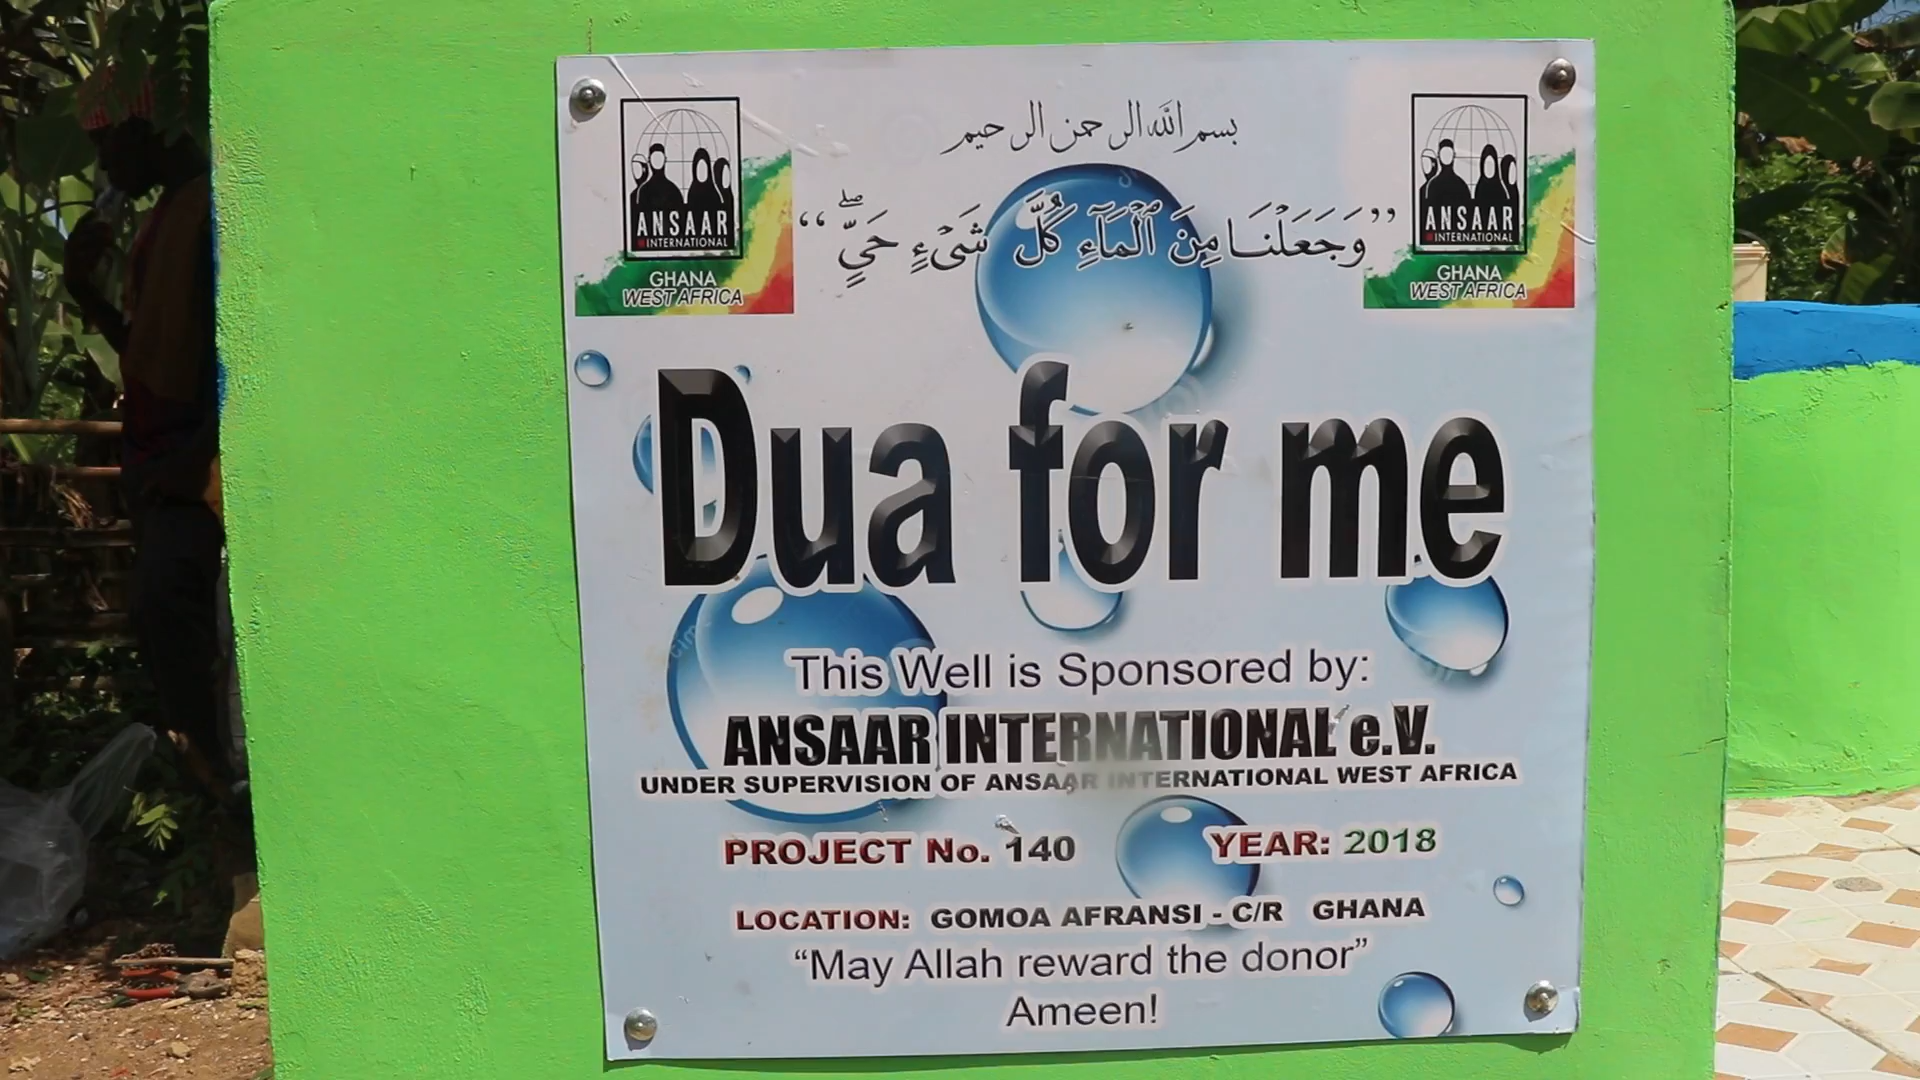 بسم الله الرحمن الرحيم
”وَجَعَلْنَا مِنَ ٱلْمَآءِ كُلَّ شَىْءٍ حَىٍّۖ“
ANSAAR
INTERNATIONAL
GHANA
WEST AFRICA
ANSAAR
INTERNATIONAL
GHANA
WEST AFRICA
Dua for me
This Well is Sponsored by:
ANSAAR INTERNATIONAL e.V.
UNDER SUPERVISION OF ANSAAR INTERNATIONAL WEST AFRICA
PROJECT No. 140 YEAR: 2018
LOCATION: GOMOA AFRANSI - C/R GHANA
“May Allah reward the donor”
Ameen!